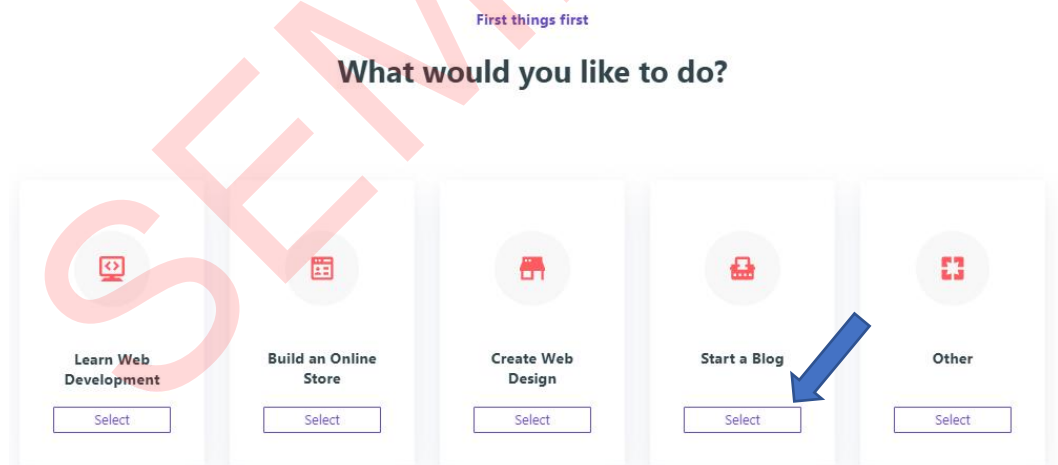 First things first
What would you like to do?
Learn Web
Development
Build an Online
Store
Create Web
Design
Start a Blog
Other
Select
Select
Select
Select
Select
SEM